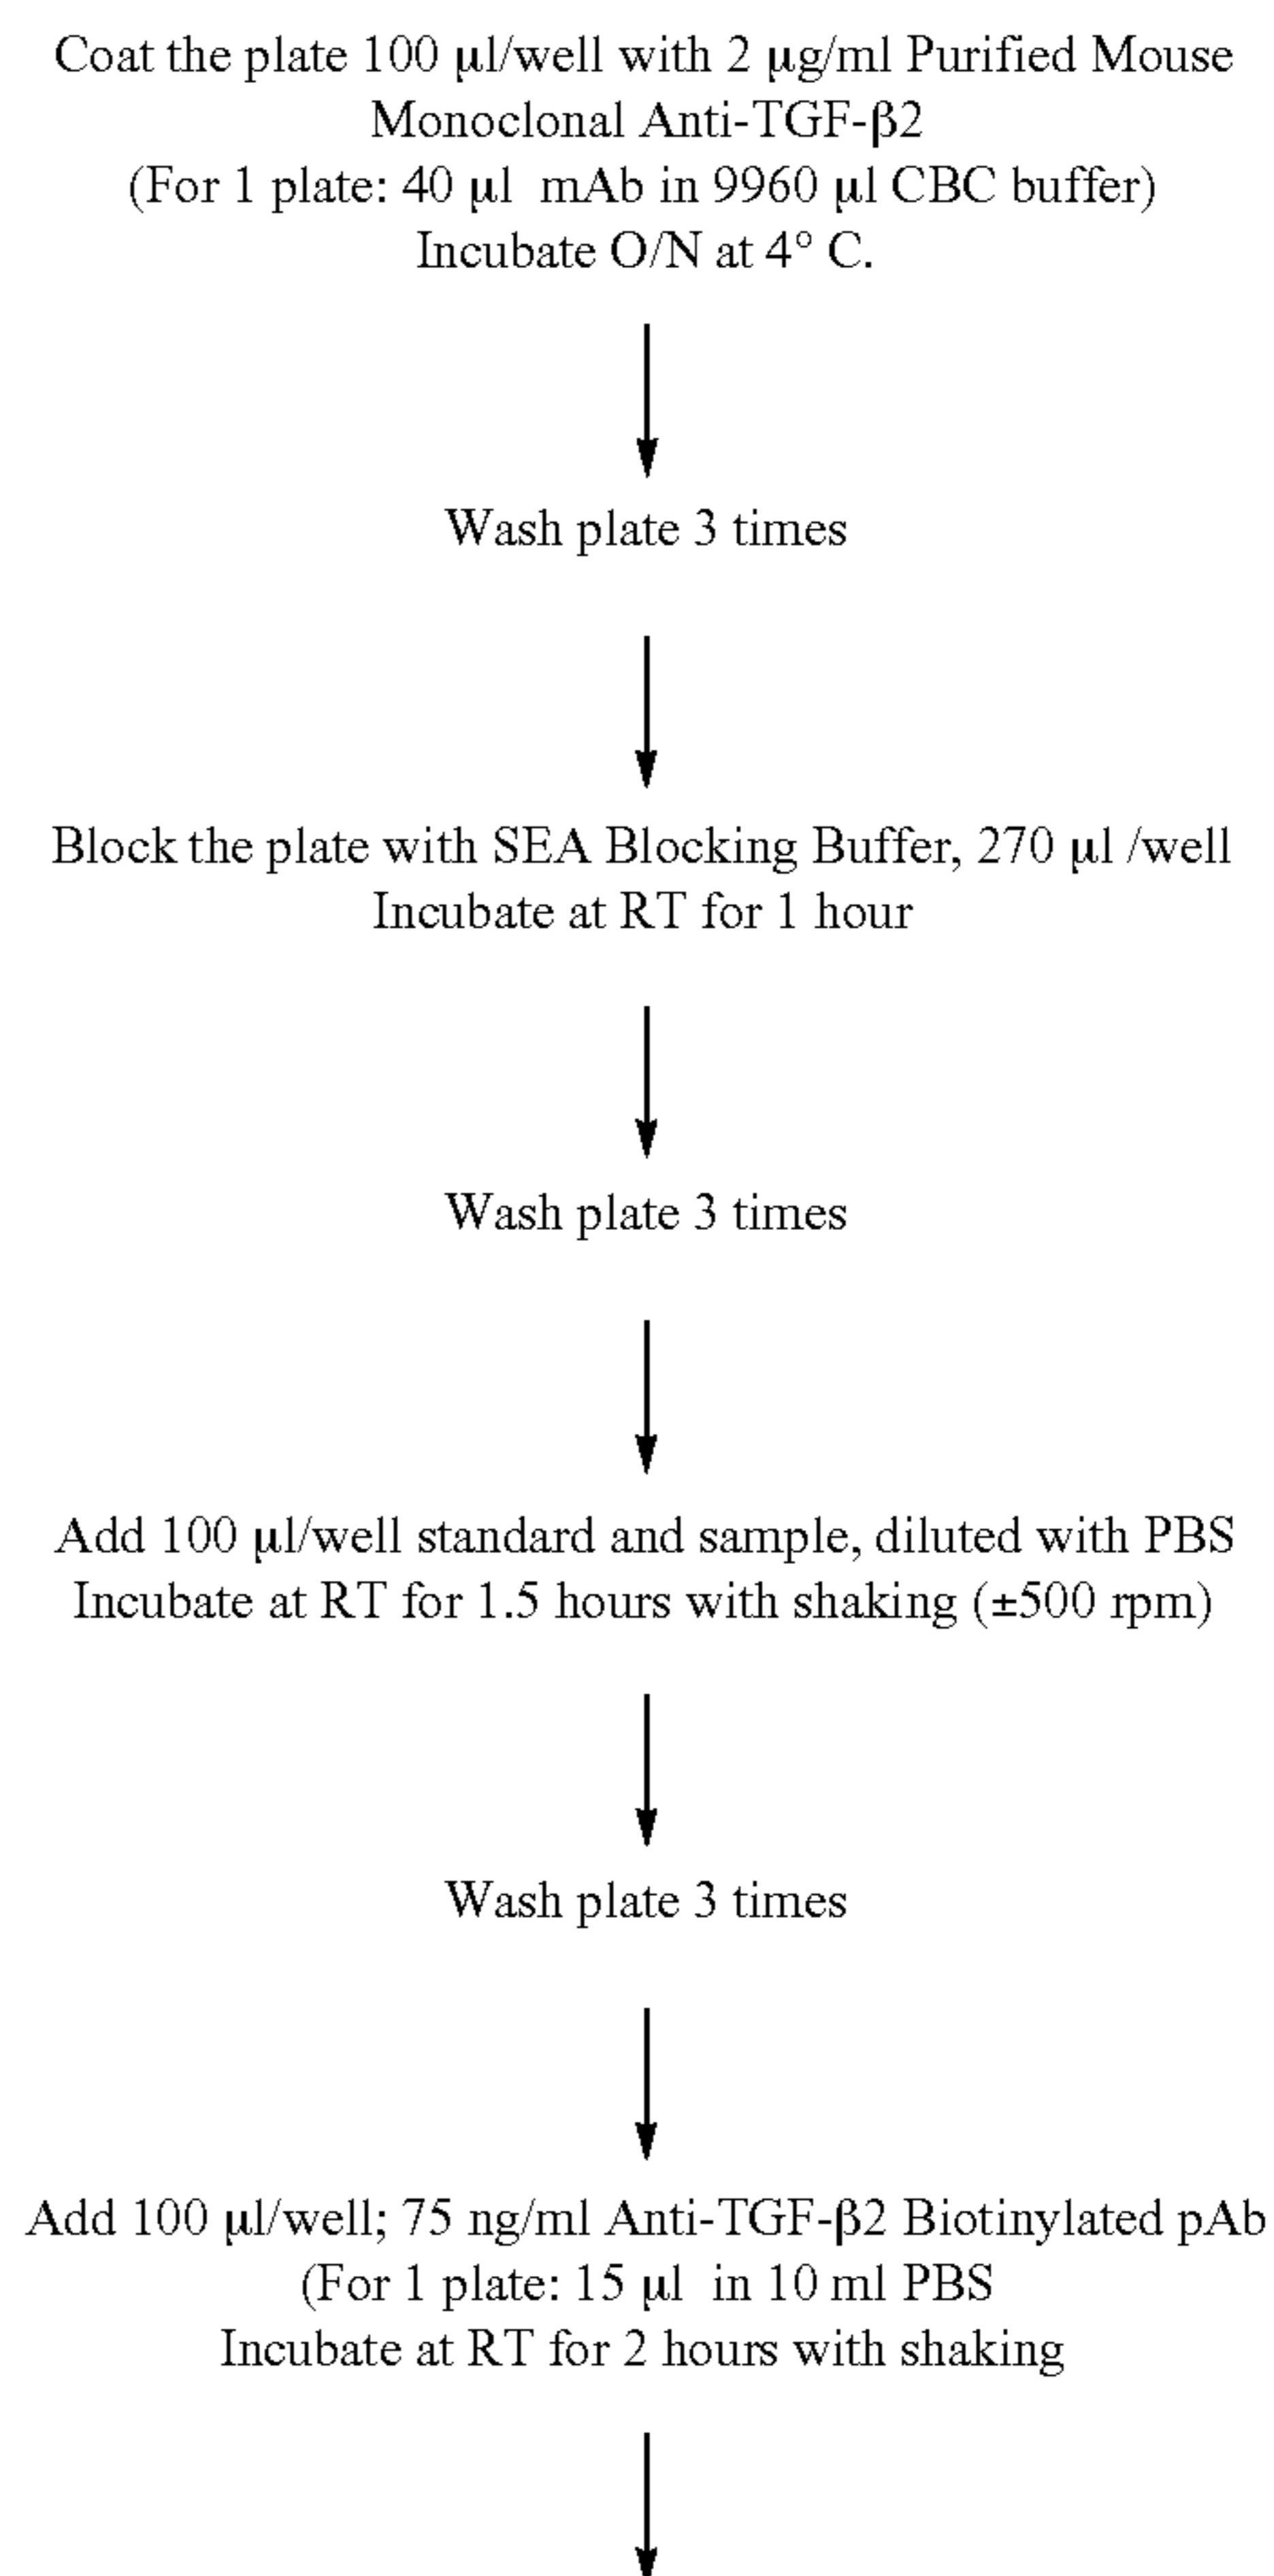 Coat the plate 100 μl/well with 2 μg/ml Purified Mouse
Monoclonal Anti-TGF-β2
(For 1 plate: 40 μl mAb in 9960 μl CBC buffer)
Incubate O/N at 4° C.
Wash plate 3 times
Block the plate with SEA Blocking Buffer, 270 μl /well
Incubate at RT for 1 hour
Wash plate 3 times
Add 100 μl/well standard and sample, diluted with PBS
Incubate at RT for 1.5 hours with shaking (±500 rpm)
Wash plate 3 times
Add 100 μl/well; 75 ng/ml Anti-TGF-β2 Biotinylated pAb
(For 1 plate: 15 μl in 10 ml PBS
Incubate at RT for 2 hours with shaking